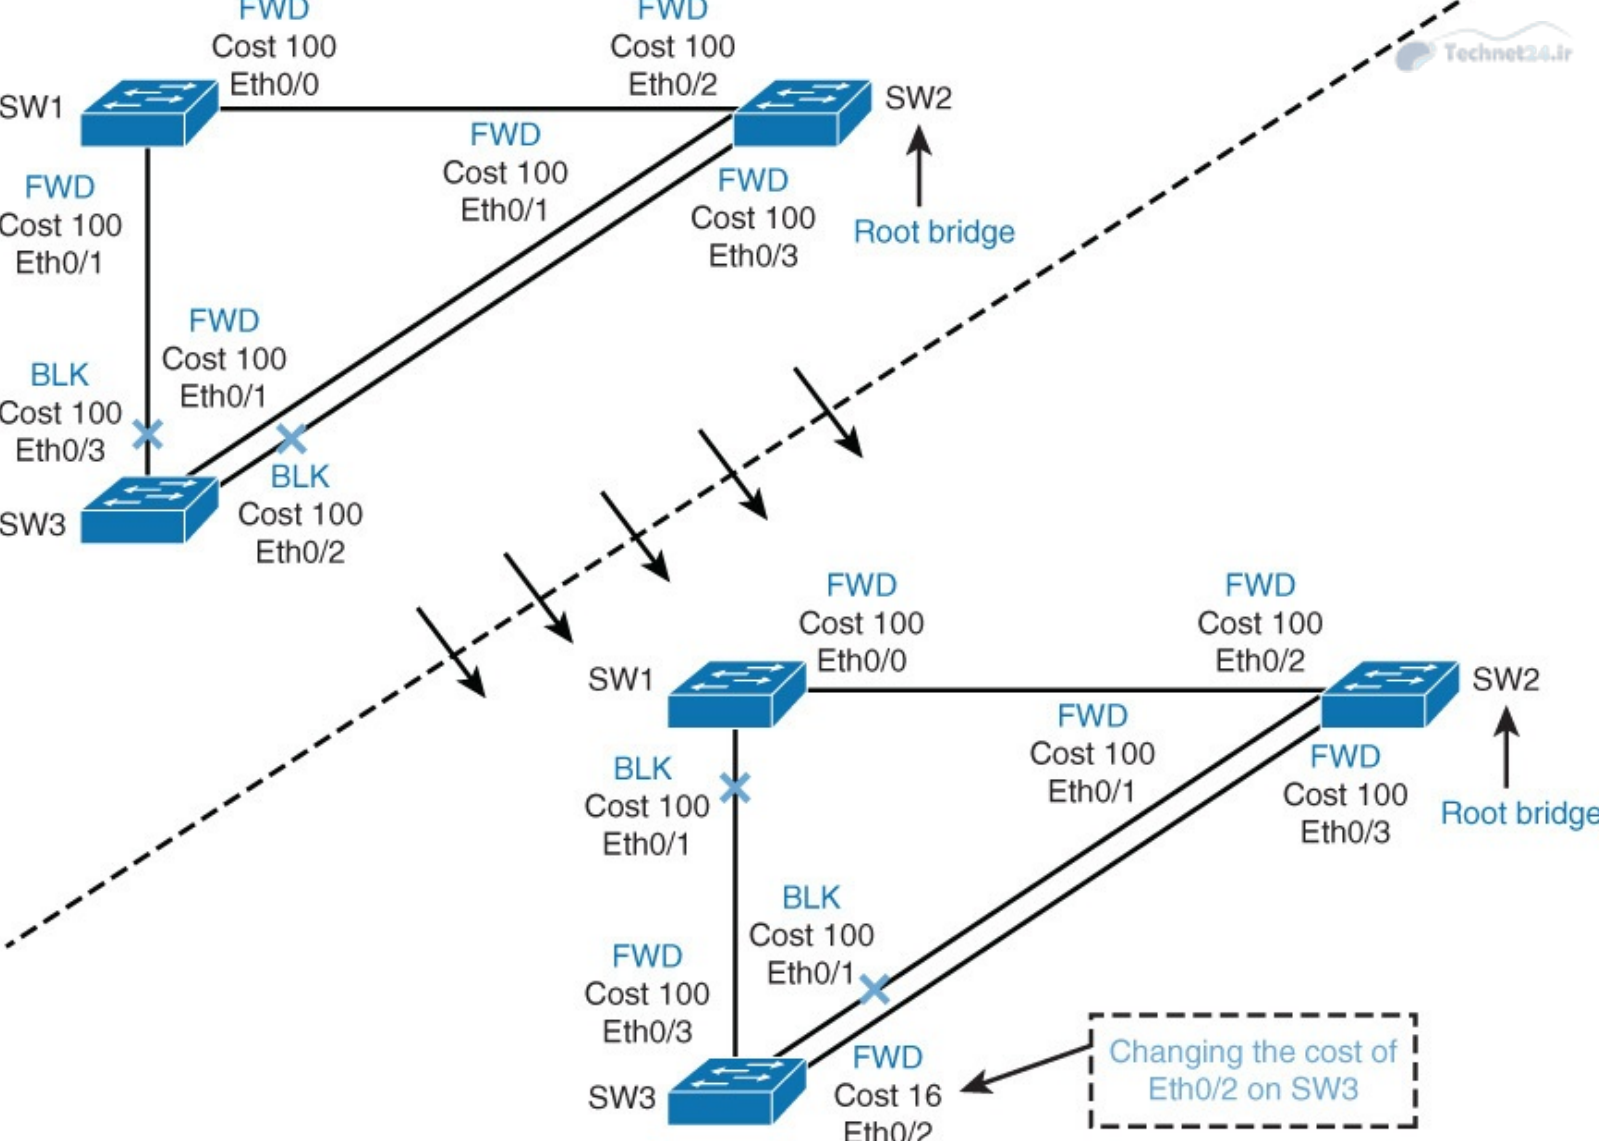 FWD
Cost 100
Eth0/0
FWD
Cost 100
Eth0/2
Technet24.ir
SW1
SW2
FWD
Cost 100
Eth0/1
FWD
Cost 100
Eth0/3
Root bridge
FWD
Cost 100
Eth0/1
FWD
Cost 100
Eth0/1
BLK
Cost 100
Eth0/3
BLK
Cost 100
Eth0/2
SW3
FWD
Cost 100
Eth0/0
FWD
Cost 100
Eth0/2
SW1
SW2
FWD
Cost 100
Eth0/1
FWD
Cost 100
Eth0/3
Root bridge
BLK
Cost 100
Eth0/1
BLK
Cost 100
Eth0/1
FWD
Cost 100
Eth0/3
SW3
FWD
Cost 16
Eth0/2
Changing the cost of
Eth0/2 on SW3